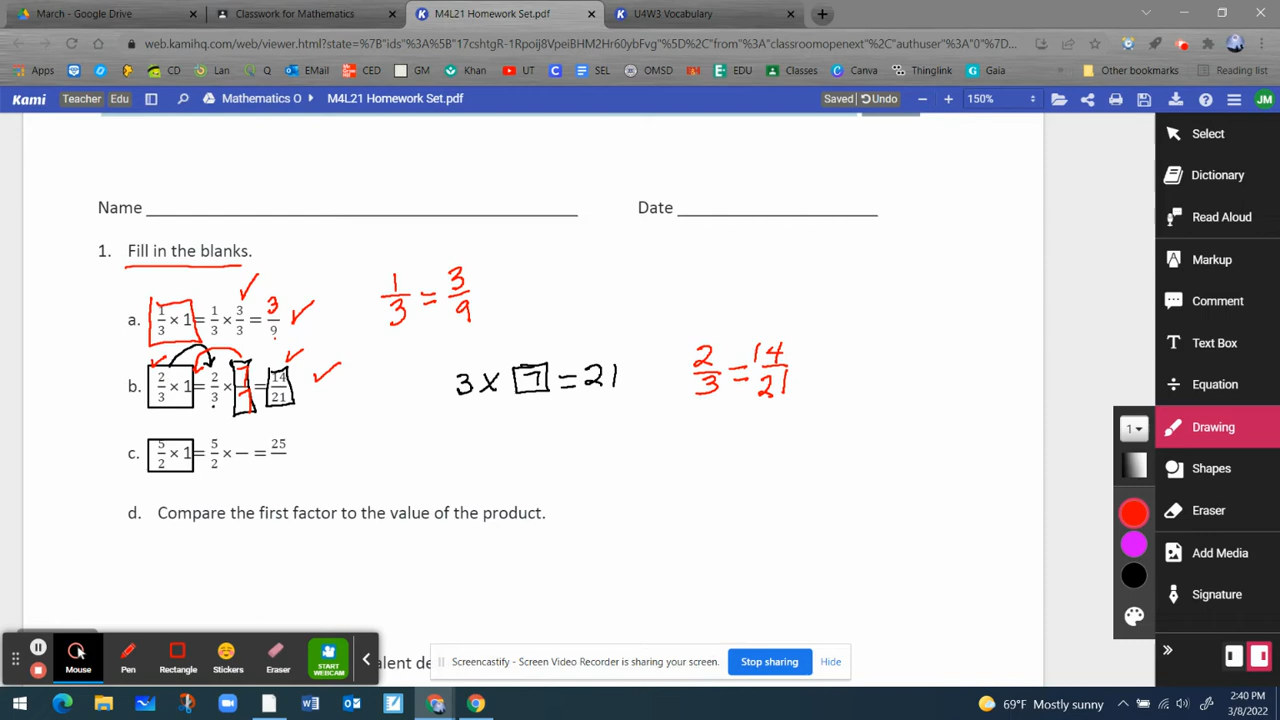 March - Google Drive
Classwork for Mathematics
M4L21 Homework Set.pdf
U4W3 Vocabulary
web.kamihq.com/web/viewer.html?state=%7B"ids"%3A%5B"17cshtgR-1Rpoij8VpeiBHM2Hr60ybFvg"%5D%2C"action"%3A"open"%2C"userId"
Apps
CD
Lan
Q
EMail
CED
GM
Khan
UT
C
SEL
OMSD
EDU
Classes
Canva
Thinglink
Gaia
Other bookmarks
Reading list
Kami
Teacher
Edu
Mathematics O
M4L21 Homework Set.pdf
Saved
Undo
150%
JM
Select
Dictionary
Read Aloud
Markup
Comment
Text Box
Equation
Drawing
Shapes
Eraser
Add Media
Signature
1
Name
Date
1. Fill in the blanks.
a. 1/3 × 1 = 1/3 × 3/3 = 3/9
1/3 = 3/9
b. 2/3 × 1 = 2/3 × 7/7 = 14/21
3 × 7 = 21
2/3 = 14/21
c. 5/2 × 1 = 5/2 × — = 25/
d. Compare the first factor to the value of the product.
alent de
Mouse
Pen
Rectangle
Stickers
Eraser
START WEBCAM
Screencastify - Screen Video Recorder is sharing your screen.
Stop sharing
Hide
69°F Mostly sunny
2:40 PM
3/8/2022